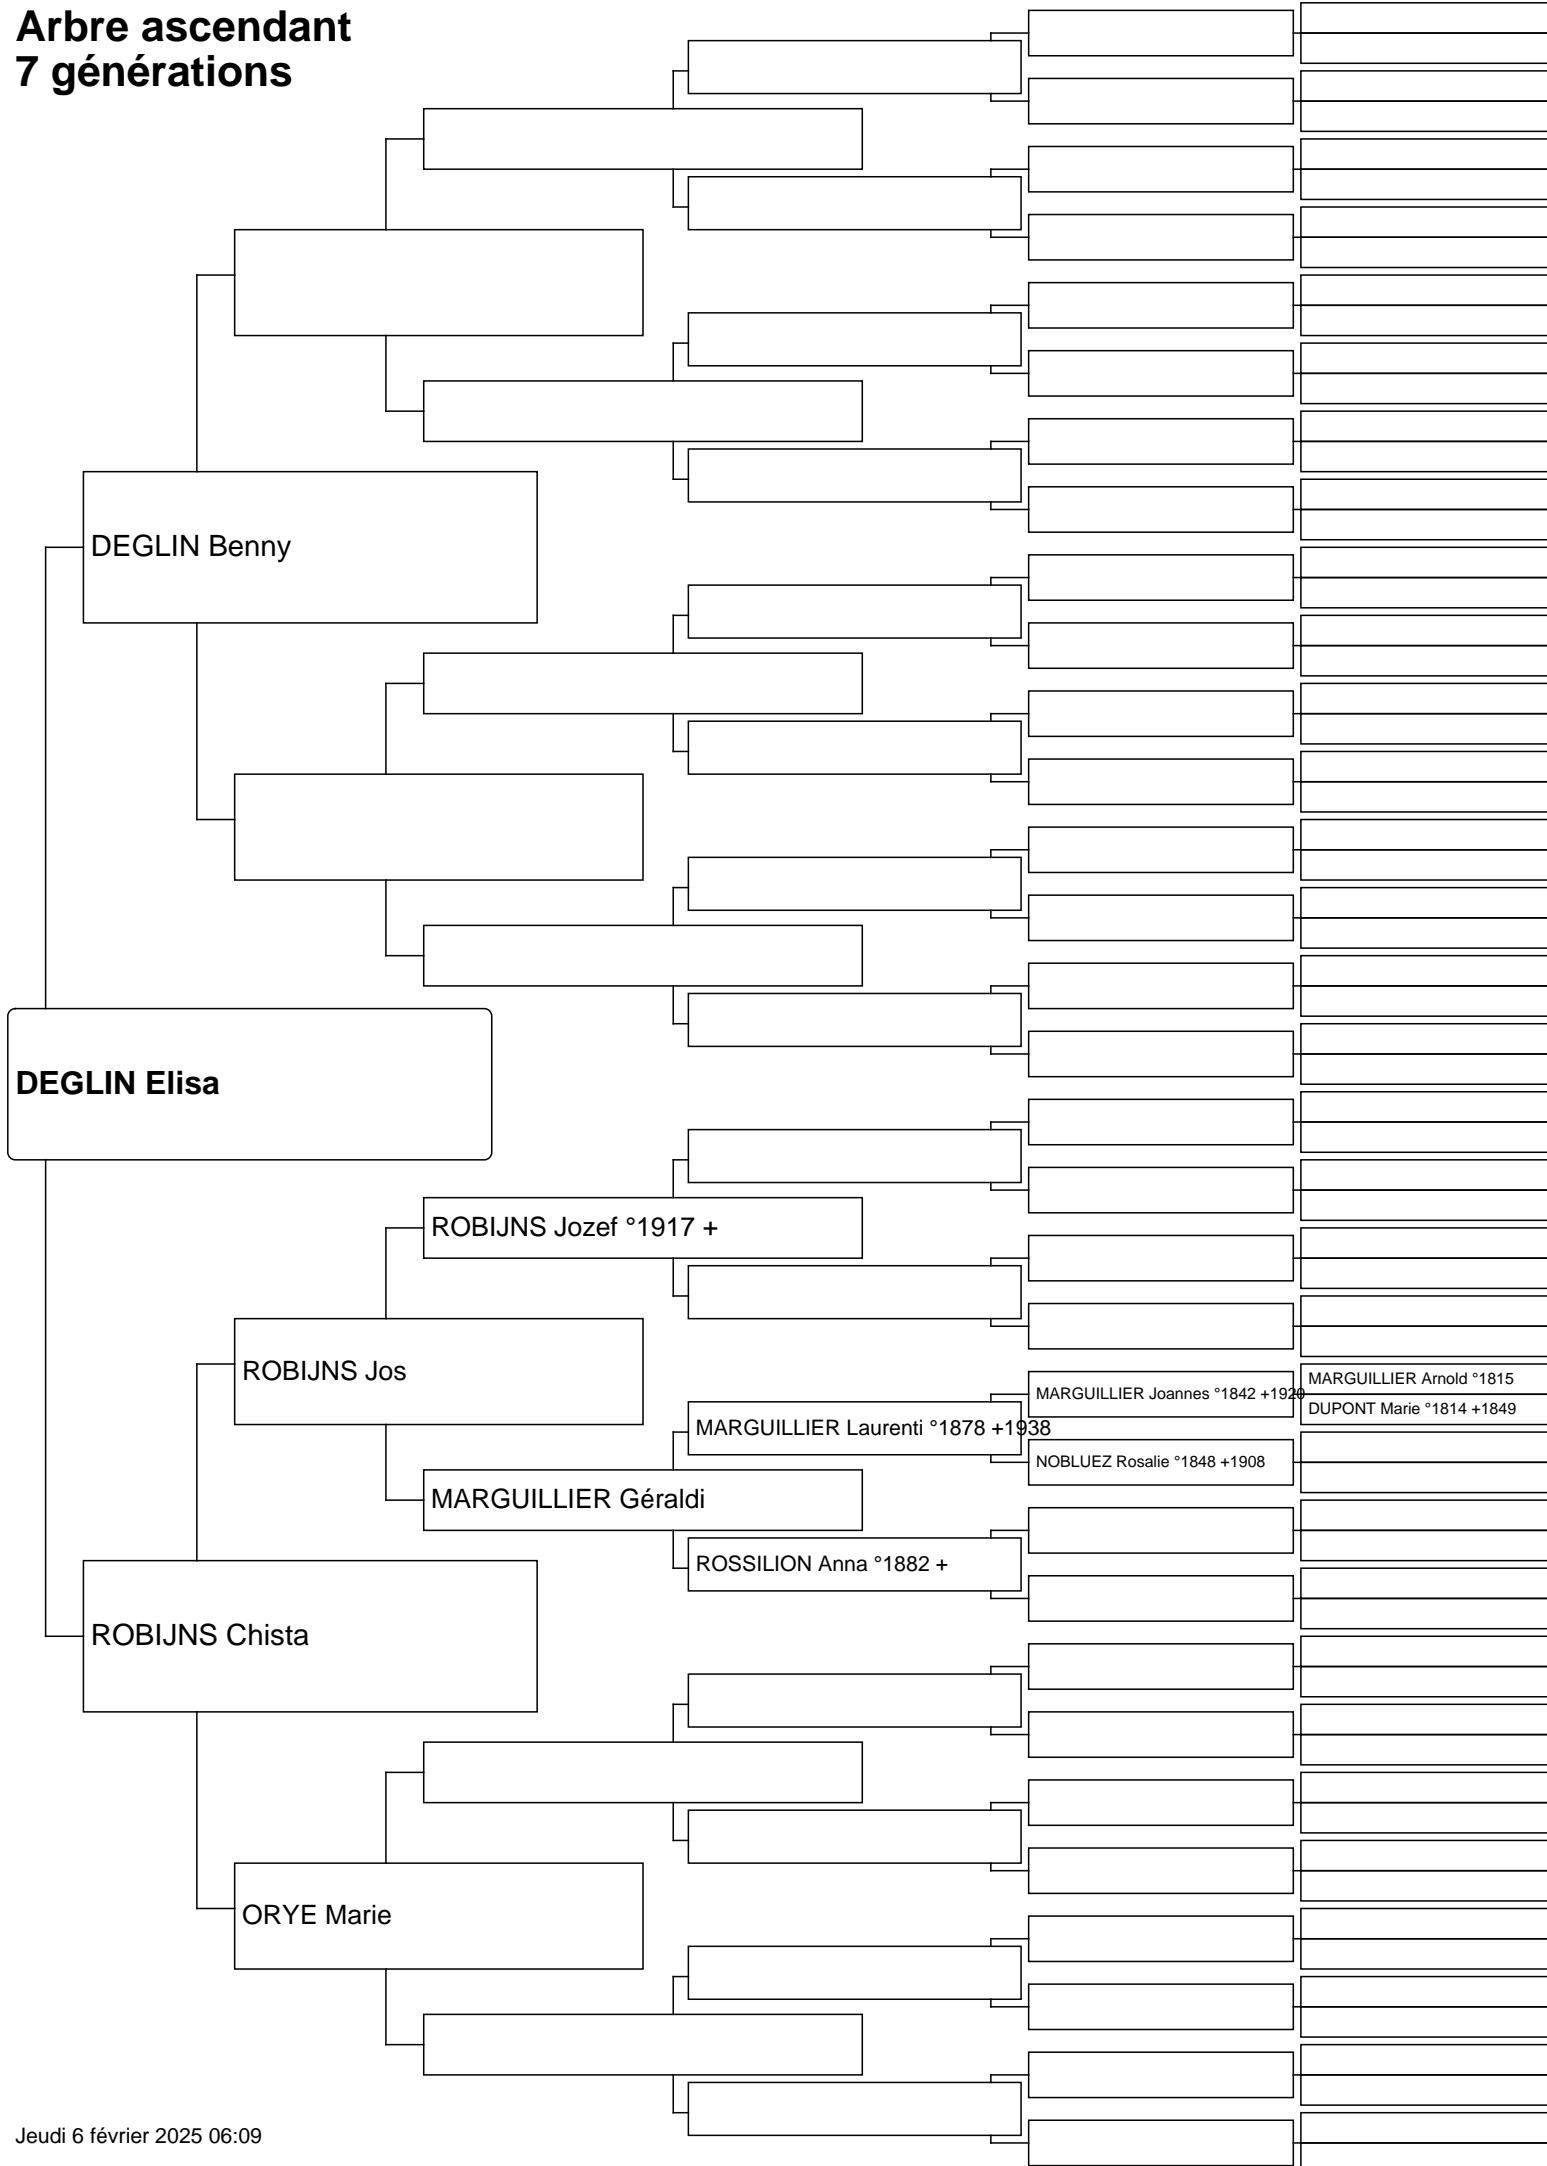 Arbre ascendant
7 générations
DEGLIN Benny
DEGLIN Elisa
ROBIJNS Jozef °1917 +
ROBIJNS Jos
MARGUILLIER Arnold °1815
MARGUILLIER Joannes °1842 +1920
DUPONT Marie °1814 +1849
MARGUILLIER Laurenti °1878 +1938
NOBLUEZ Rosalie °1848 +1908
MARGUILLIER Géraldi
ROSSILION Anna °1882 +
ROBIJNS Chista
ORYE Marie
Jeudi 6 février 2025 06:09